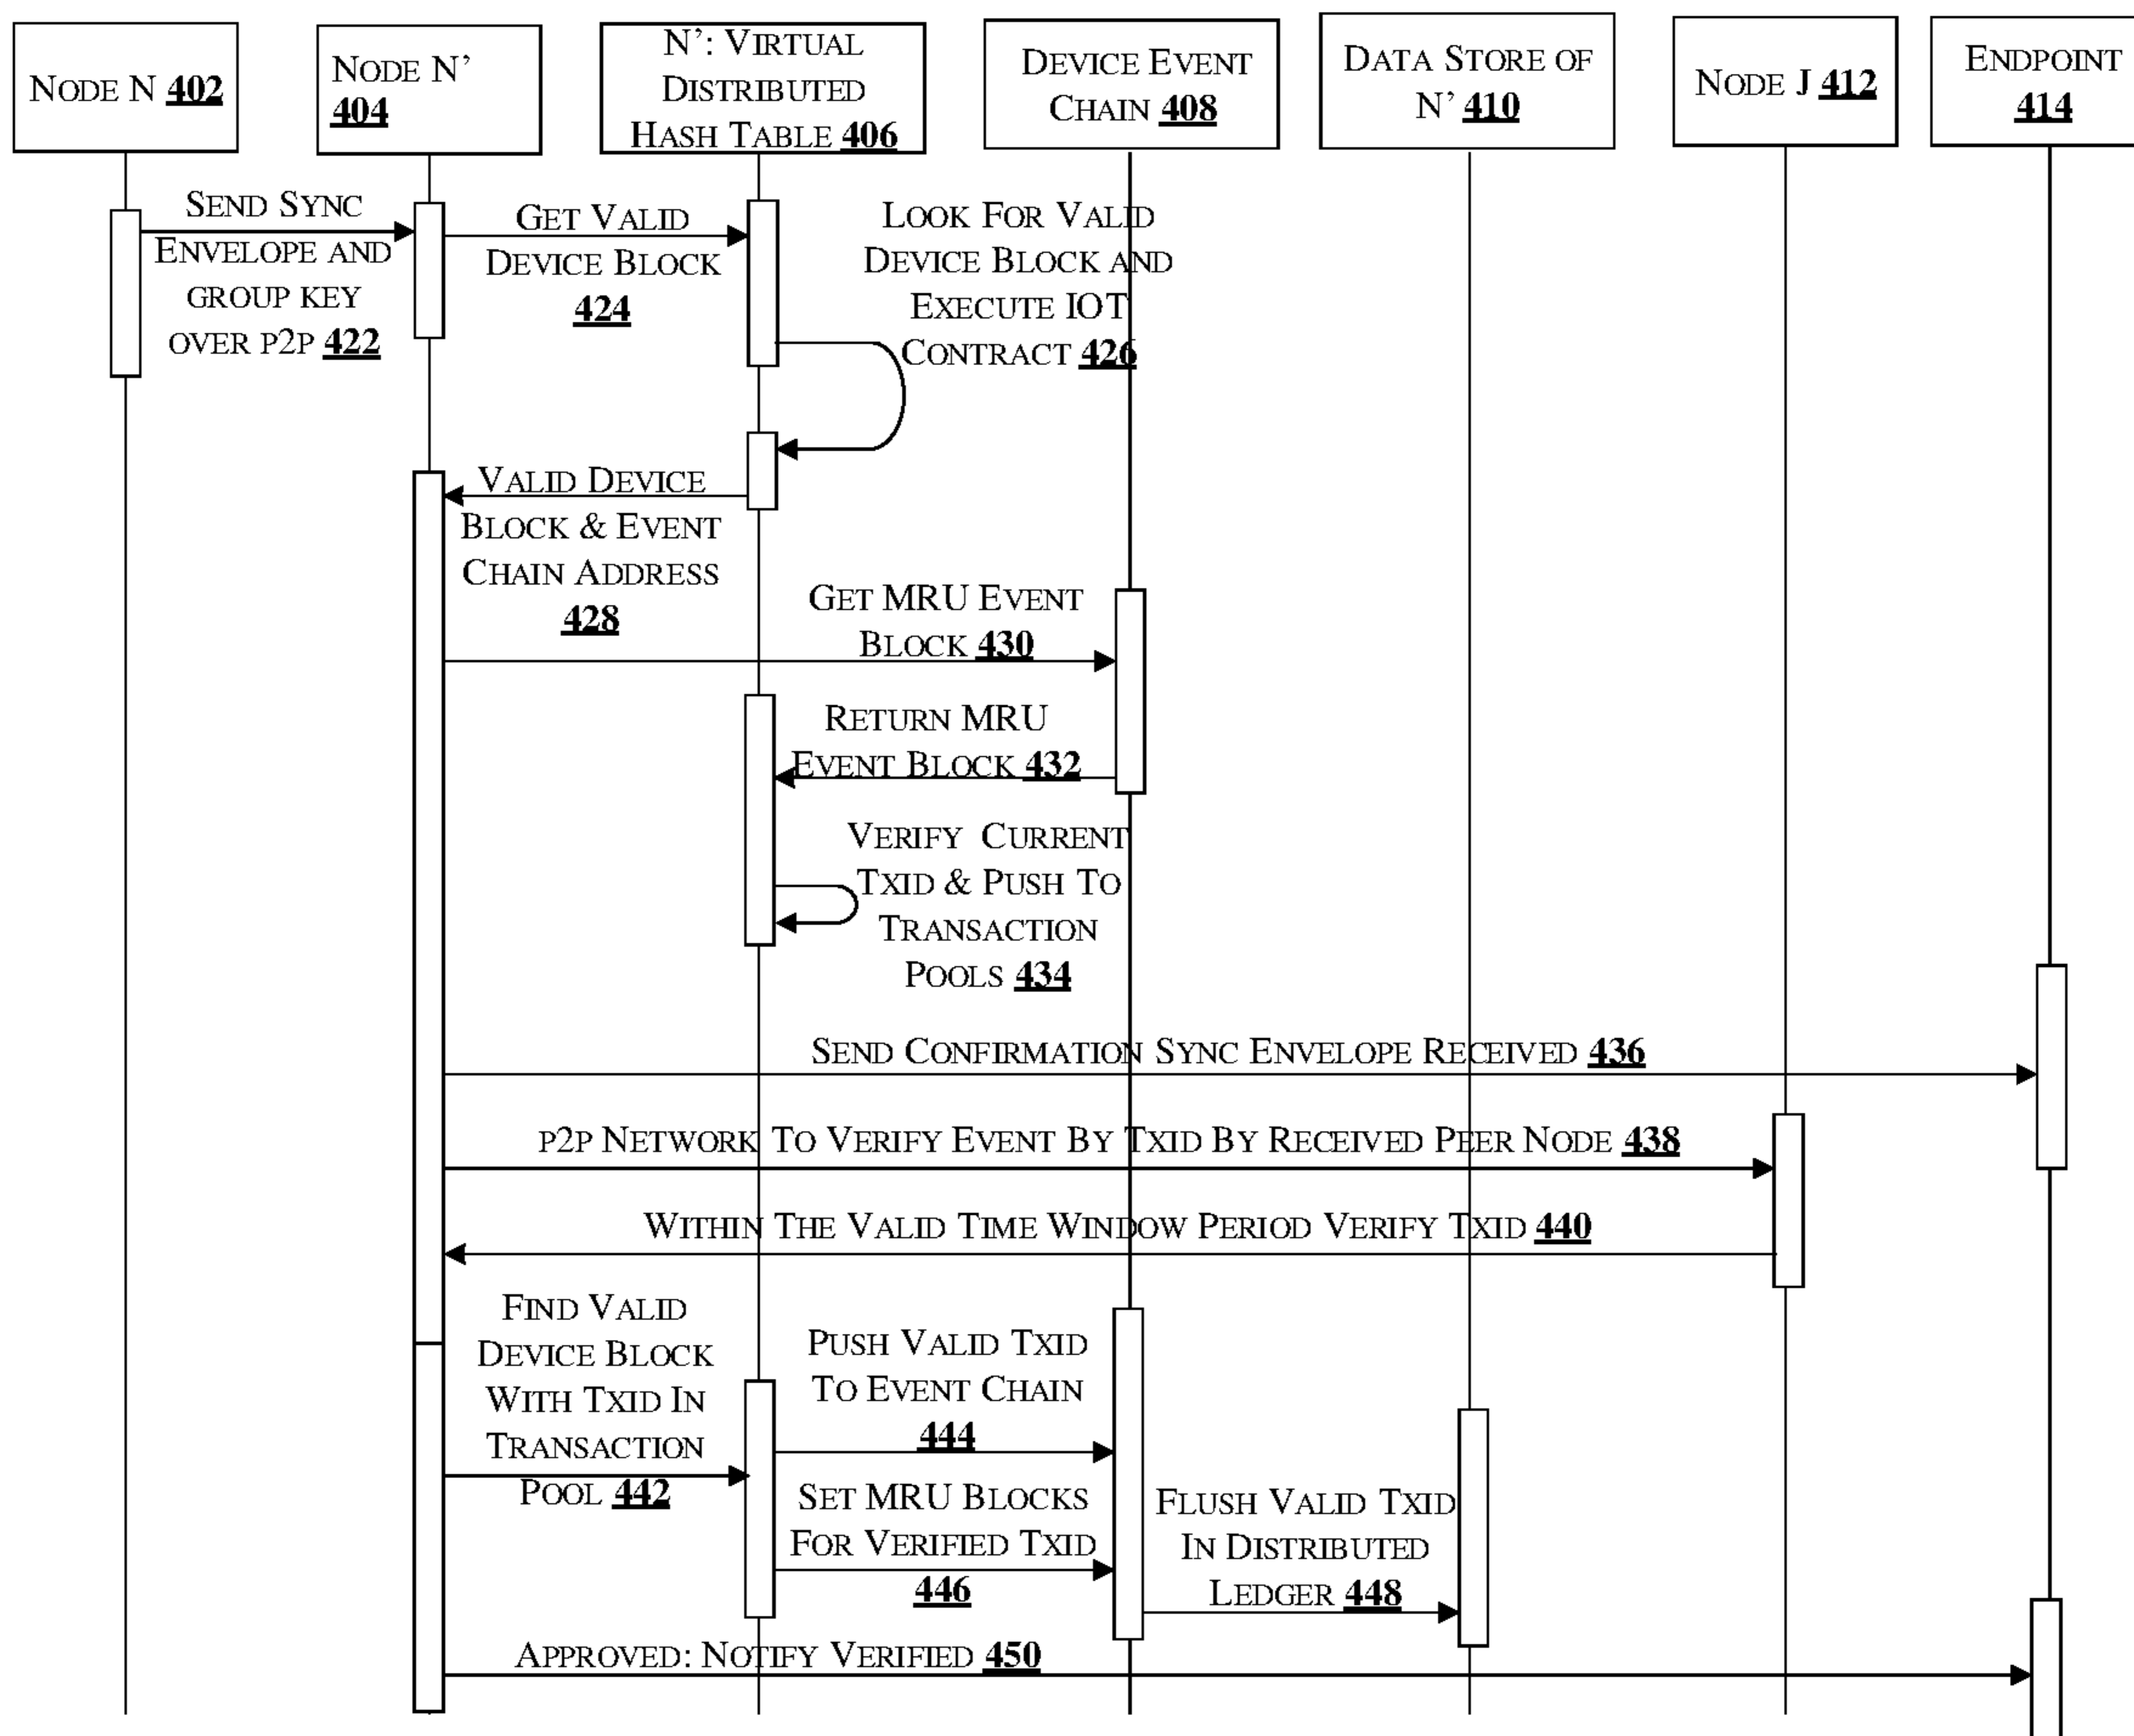 NODE N 402
NODE N’
404
N’: VIRTUAL
DISTRIBUTED
HASH TABLE 406
DEVICE EVENT
CHAIN 408
DATA STORE OF
N’ 410
NODE J 412
ENDPOINT
414
SEND SYNC
ENVELOPE AND
GROUP KEY
OVER P2P 422
GET VALID
DEVICE BLOCK
424
LOOK FOR VALID
DEVICE BLOCK AND
EXECUTE IOT
CONTRACT 426
VALID DEVICE
BLOCK & EVENT
CHAIN ADDRESS
428
GET MRU EVENT
BLOCK 430
RETURN MRU
EVENT BLOCK 432
VERIFY CURRENT
TXID & PUSH TO
TRANSACTION
POOLS 434
SEND CONFIRMATION SYNC ENVELOPE RECEIVED 436
P2P NETWORK TO VERIFY EVENT BY TXID BY RECEIVED PEER NODE 438
WITHIN THE VALID TIME WINDOW PERIOD VERIFY TXID 440
FIND VALID
DEVICE BLOCK
WITH TXID IN
TRANSACTION
POOL 442
PUSH VALID TXID
TO EVENT CHAIN
444
SET MRU BLOCKS
FOR VERIFIED TXID
446
FLUSH VALID TXID
IN DISTRIBUTED
LEDGER 448
APPROVED: NOTIFY VERIFIED 450